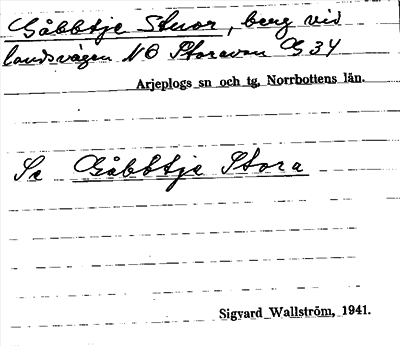 Gåbbtje Stuor, berg vid
landsvägen NO Storavan G 34
Arjeplogs sn och tg, Norrbottens län.
Se Gåbbtje Stora
Sigvard Wallström, 1941.